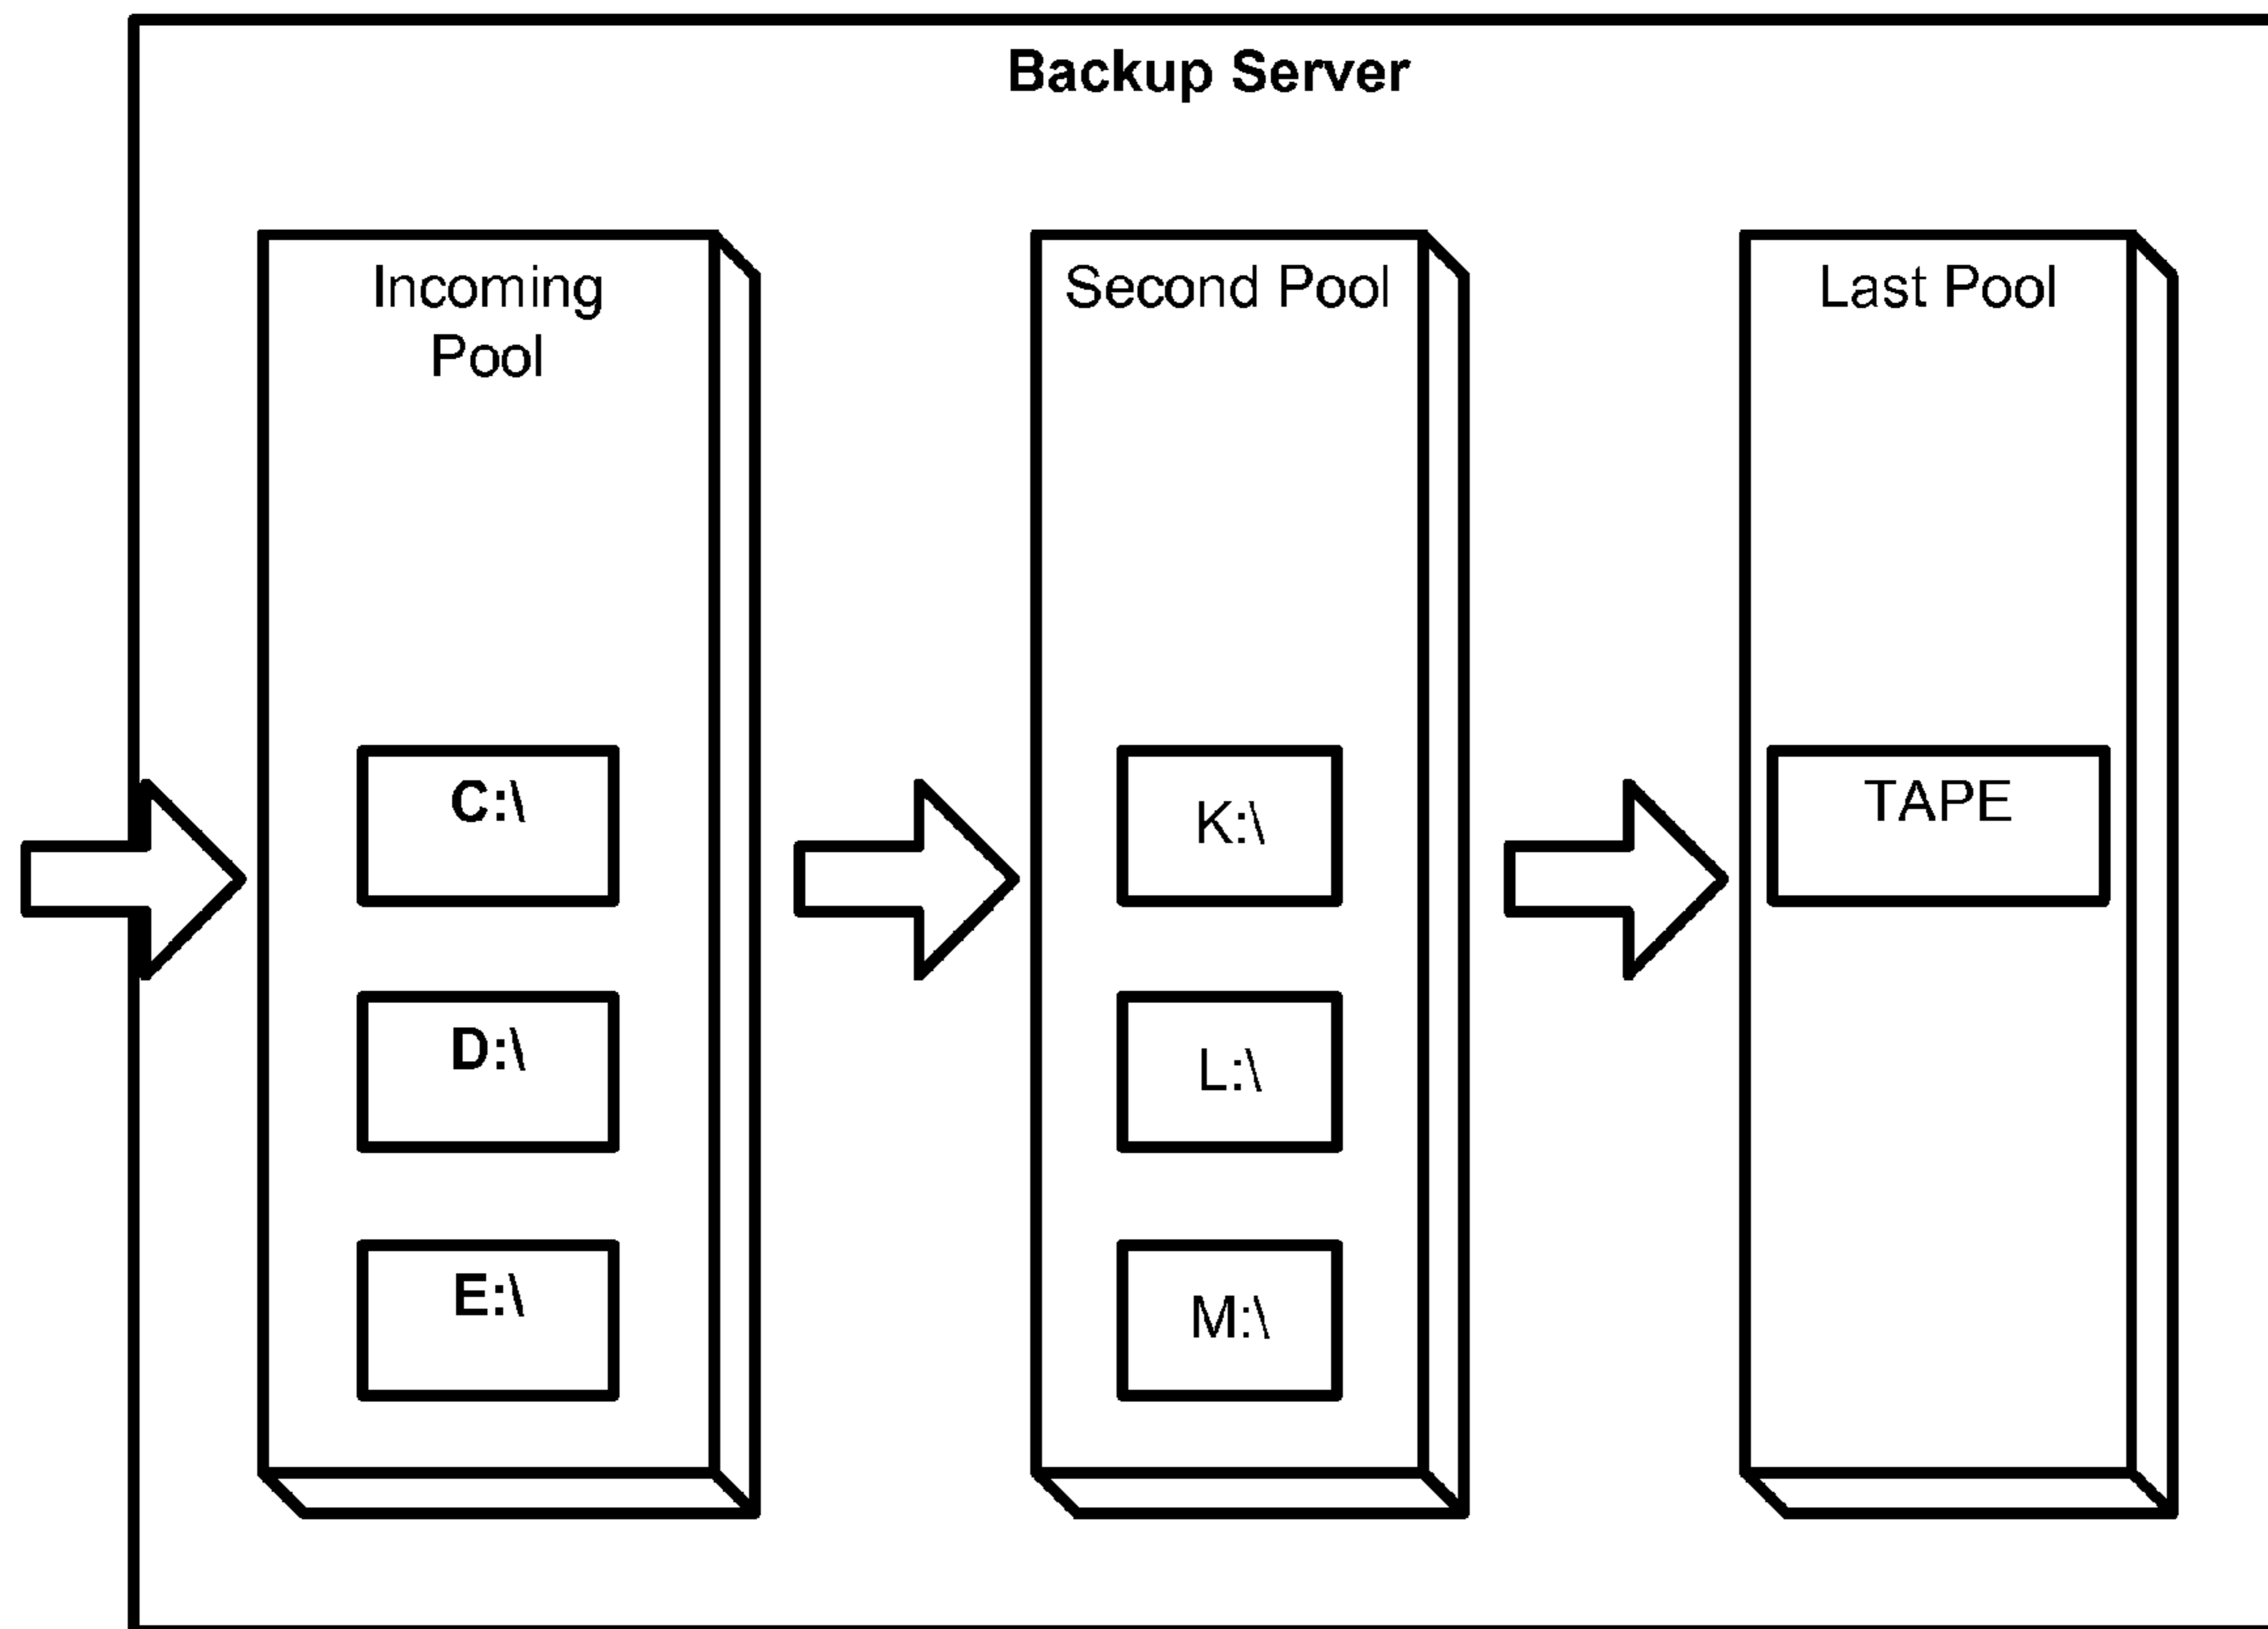 Backup Server
Incoming
Pool
C:\
D:\
E:\
Second Pool
K:\
L:\
M:\
Last Pool
TAPE